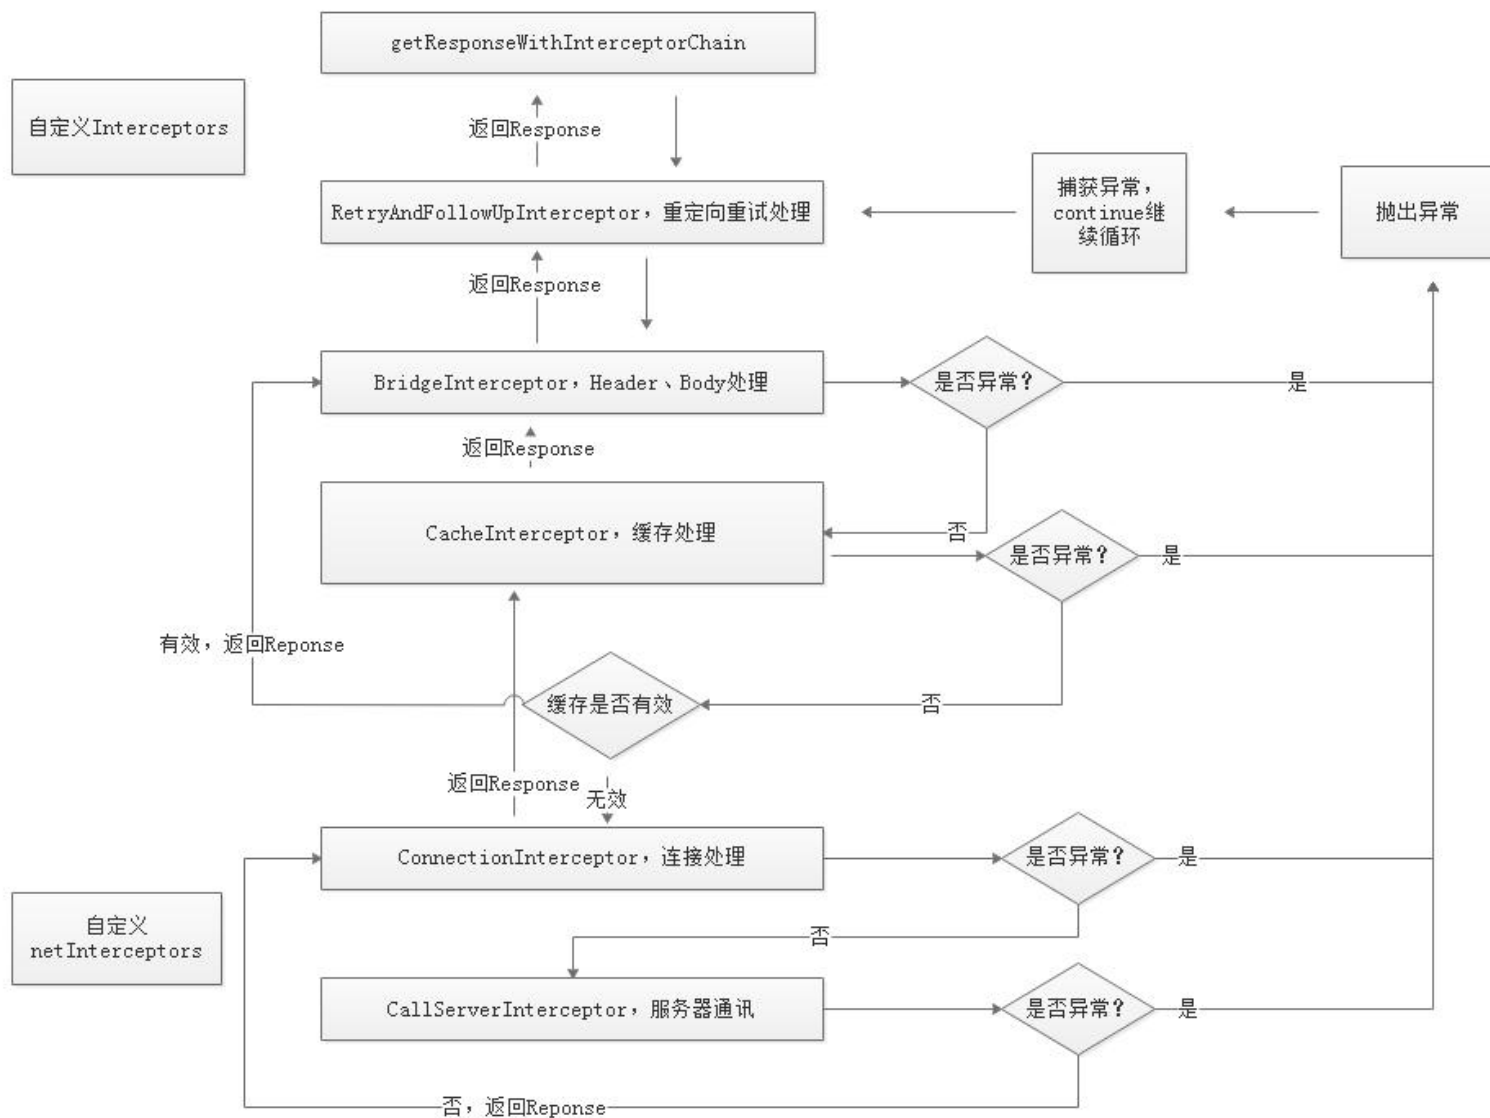 getResponseWithInterceptorChain
自定义Interceptors
返回Response
RetryAndFollowUpInterceptor，重定向重试处理
捕获异常，
continue继
续循环
抛出异常
返回Response
BridgeInterceptor，Header、Body处理
是否异常？
是
返回Response
CacheInterceptor，缓存处理
否
是否异常？
是
有效，返回Reponse
缓存是否有效
否
返回Response
无效
ConnectionInterceptor，连接处理
是否异常？
是
自定义
netInterceptors
否
CallServerInterceptor，服务器通讯
是否异常？
是
否，返回Reponse